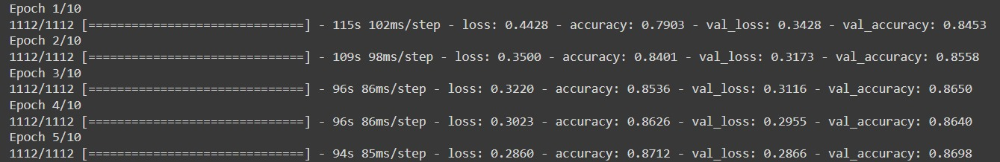 Epoch 1/10
1112/1112 [==============================] - 115s 102ms/step - loss: 0.4428 - accuracy: 0.7903 - val_loss: 0.3428 - val_accuracy: 0.8453
Epoch 2/10
1112/1112 [==============================] - 109s 98ms/step - loss: 0.3500 - accuracy: 0.8401 - val_loss: 0.3173 - val_accuracy: 0.8558
Epoch 3/10
1112/1112 [==============================] - 96s 86ms/step - loss: 0.3220 - accuracy: 0.8536 - val_loss: 0.3116 - val_accuracy: 0.8650
Epoch 4/10
1112/1112 [==============================] - 96s 86ms/step - loss: 0.3023 - accuracy: 0.8626 - val_loss: 0.2955 - val_accuracy: 0.8640
Epoch 5/10
1112/1112 [==============================] - 94s 85ms/step - loss: 0.2860 - accuracy: 0.8712 - val_loss: 0.2866 - val_accuracy: 0.8698